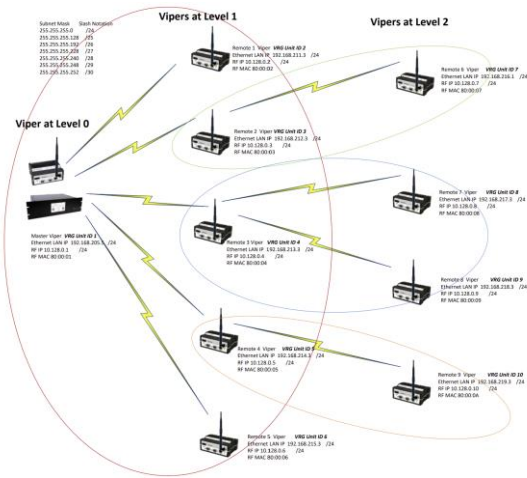 Vipers at Level 1
Vipers at Level 2
Subnet Mask Slash Notation
255.255.255.0 /24
255.255.255.128 /25
255.255.255.192 /26
255.255.255.228 /27
255.255.255.240 /28
255.255.255.248 /29
255.255.255.252 /30
Viper at Level 0
Master Viper VRG Unit ID 1
Ethernet LAN IP 192.168.205. /24
RF IP 10.128.0.1 /24
RF MAC 80:00:01
Remote 1 Viper VRG Unit ID 2
Ethernet LAN IP 192.168.211.3 /24
RF IP 10.128.0.2 /24
RF MAC 80:00:02
Remote 2 Viper VRG Unit ID 3
Ethernet LAN IP 192.168.212.3 /24
RF IP 10.128.0.3 /24
RF MAC 80:00:03
Remote 3 Viper VRG Unit ID 4
Ethernet LAN IP 192.168.213.3 /24
RF IP 10.128.0.4 /24
RF MAC 80:00:04
Remote 4 Viper VRG Unit ID 5
Ethernet LAN IP 192.168.214.3 /24
RF IP 10.128.0.5 /24
RF MAC 80:00:05
Remote 5 Viper VRG Unit ID 6
Ethernet LAN IP 192.168.215.3 /24
RF IP 10.128.0.6 /24
RF MAC 80:00:06
Remote 6 Viper VRG Unit ID 7
Ethernet LAN IP 192.168.216.3 /24
RF IP 10.128.0.7 /24
RF MAC 80:00:07
Remote 7 Viper VRG Unit ID 8
Ethernet LAN IP 192.168.217.3 /24
RF IP 10.128.0.8 /24
RF MAC 80:00:08
Viper VRG Unit ID 9
Ethernet LAN IP 192.168.218.3 /24
RF IP 10.128.0.9 /24
RF MAC 80:00:09
Remote 9 Viper VRG Unit ID 10
Ethernet LAN IP 192.168.219.3 /24
RF IP 10.128.0.10 /24
RF MAC 80:00:0A